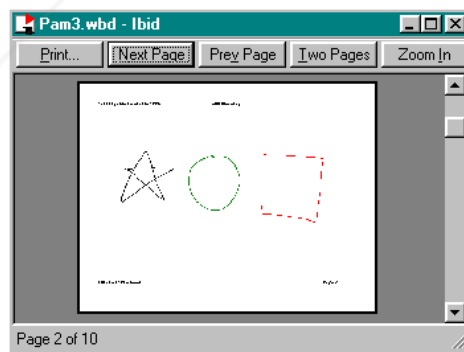 Pam3.wbd - Ibid
Print... Next Page Prev Page Two Pages Zoom In
Page 2 of 10